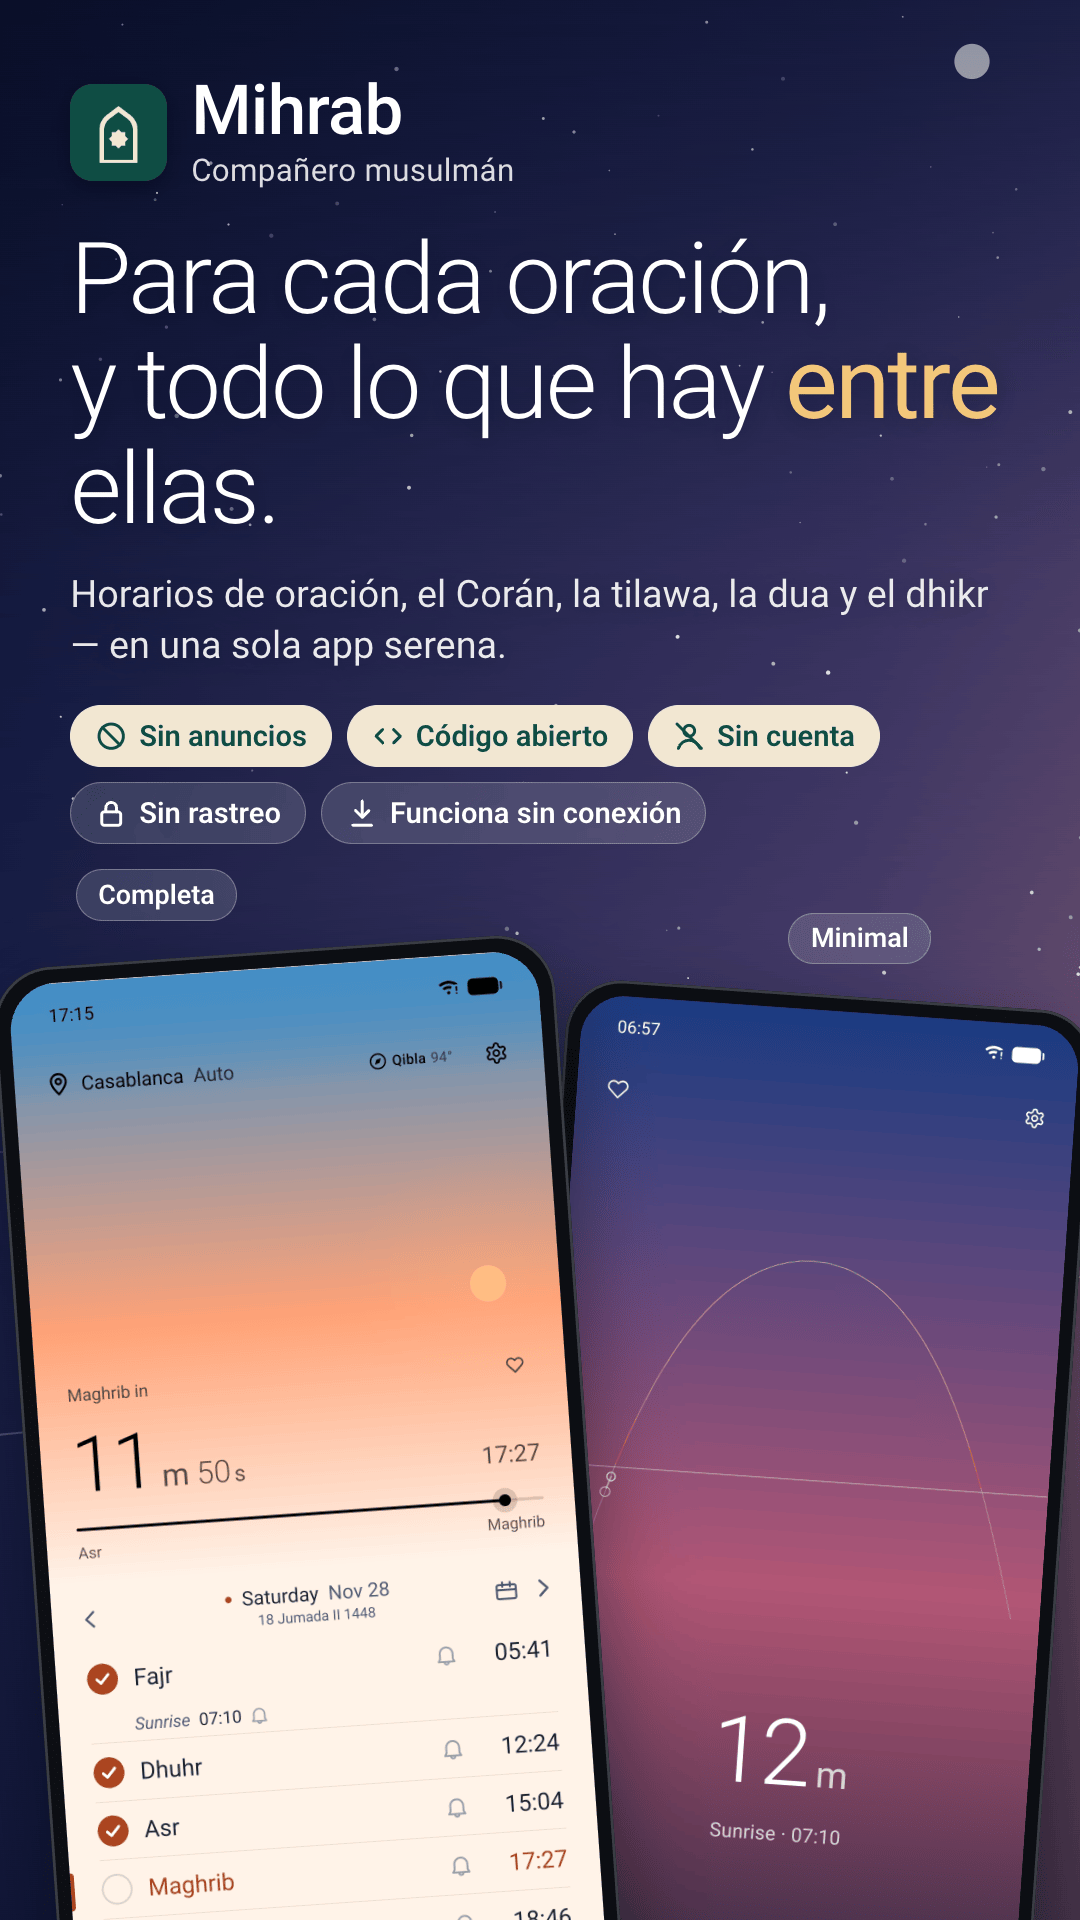 Mihrab
Compañero musulmán
Para cada oración,
y todo lo que hay entre
ellas.
Horarios de oración, el Corán, la tilawa, la dua y el dhikr
— en una sola app serena.
Sin anuncios
Código abierto
Sin cuenta
Sin rastreo
Funciona sin conexión
Completa
Minimal
17:15
Casablanca Auto
Qibla 94°
Maghrib in
11 m 50 s
17:27
Asr
Maghrib
Saturday Nov 28
18 Jumada II 1448
Fajr 05:41
Sunrise 07:10
Dhuhr 12:24
Asr 15:04
Maghrib 17:27
18:46
06:57
12 m
Sunrise · 07:10